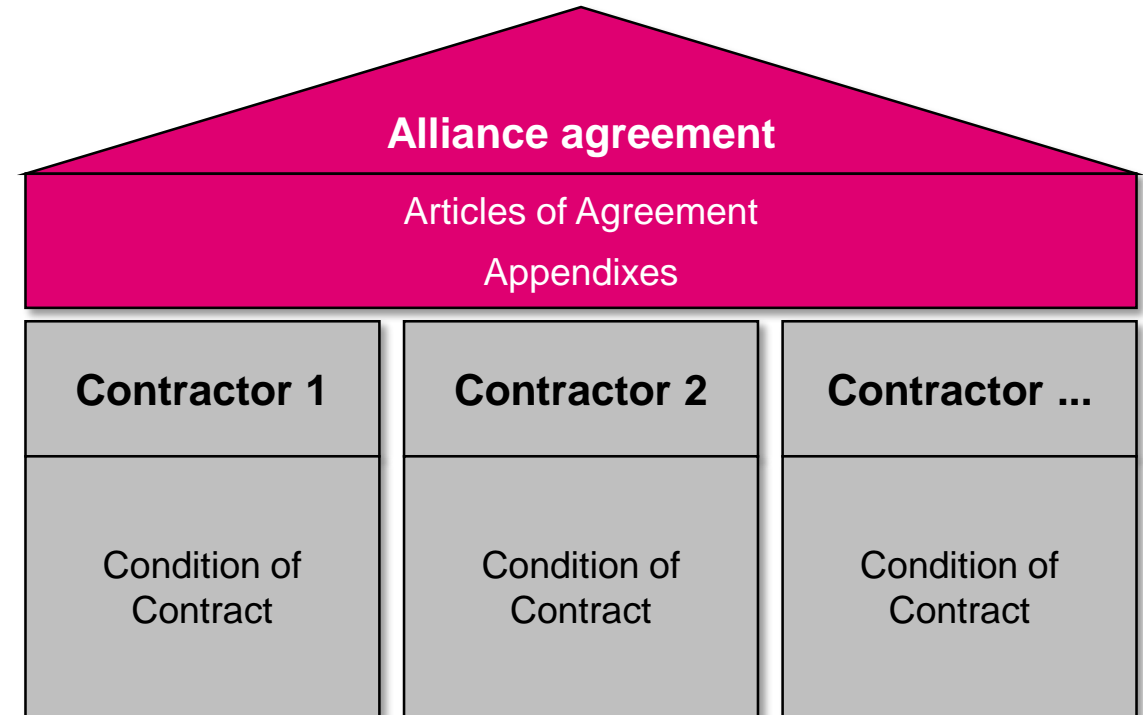 Alliance agreement
Articles of Agreement
Appendixes
Contractor 1
Contractor 2
Contractor ...
Condition of
Contract
Condition of
Contract
Condition of
Contract